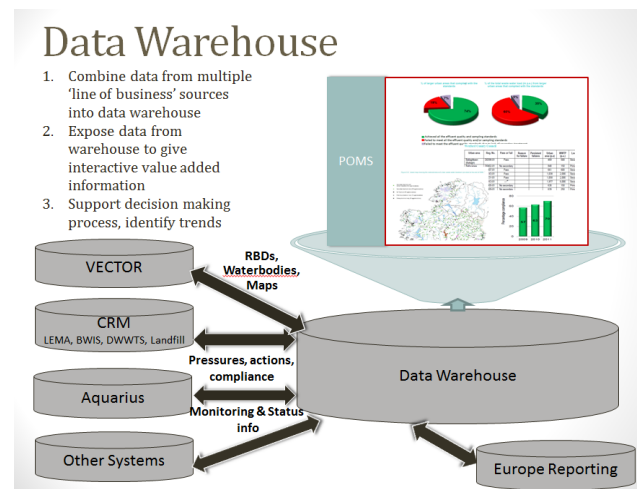 Data Warehouse
1. Combine data from multiple
'line of business' sources
into data warehouse
2. Expose data from
warehouse to give
interactive value added
information
3. Support decision making
process, identify trends
POMS
VECTOR
RBDs,
Waterbodies,
Maps
CRM
LEMA, BWIS, DWWTS, Landfill
Pressures, actions,
compliance
Data Warehouse
Aquarius
Monitoring & Status
info
Other Systems
Europe Reporting